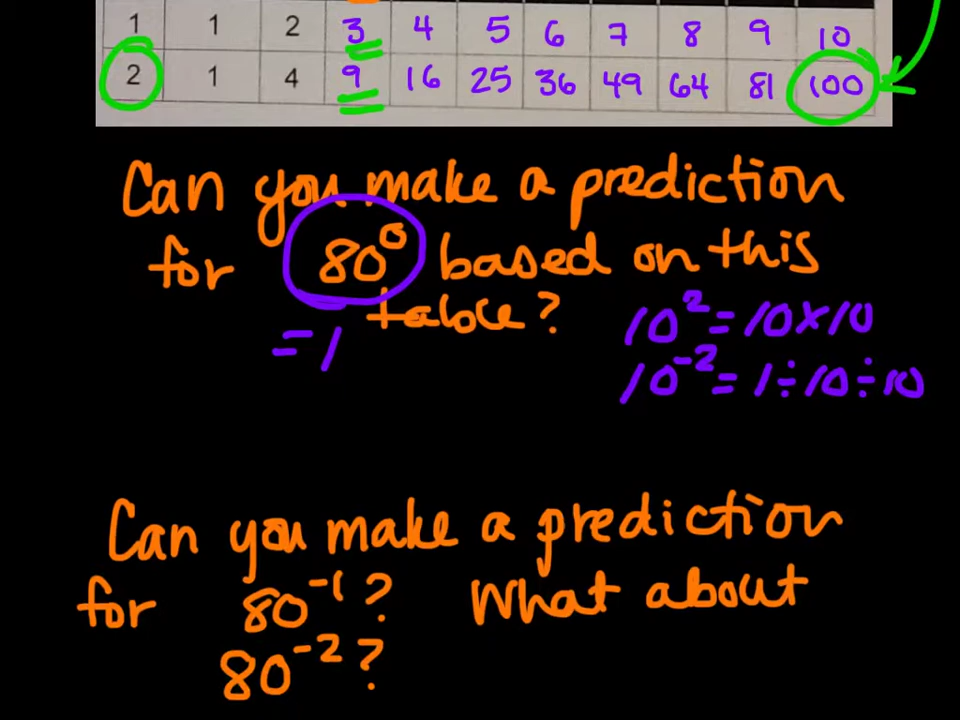 1 1 2 3 4 5 6 7 8 9 10
2 1 4 9 16 25 36 49 64 81 100
Can you make a prediction
for 80⁰ based on this
table?
= 1
10² = 10 x 10
10⁻² = 1 ÷ 10 ÷ 10
Can you make a prediction
for 80⁻¹? What about
80⁻²?